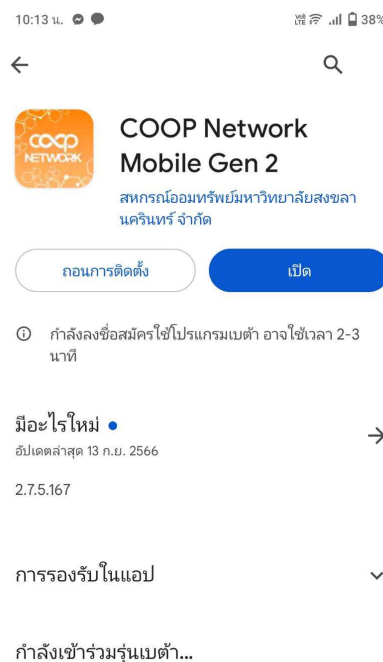 10:13 น. VoLTE 38%
COOP NETWORK
COOP Network
Mobile Gen 2
สหกรณ์ออมทรัพย์มหาวิทยาลัยสงขลา
นครินทร์ จำกัด
ถอนการติดตั้ง
เปิด
กำลังลงชื่อสมัครใช้โปรแกรมเบต้า อาจใช้เวลา 2-3
นาที
มีอะไรใหม่
อัปเดตล่าสุด 13 ก.ย. 2566
2.7.5.167
การรองรับในแอป
กำลังเข้าร่วมรุ่นเบต้า...